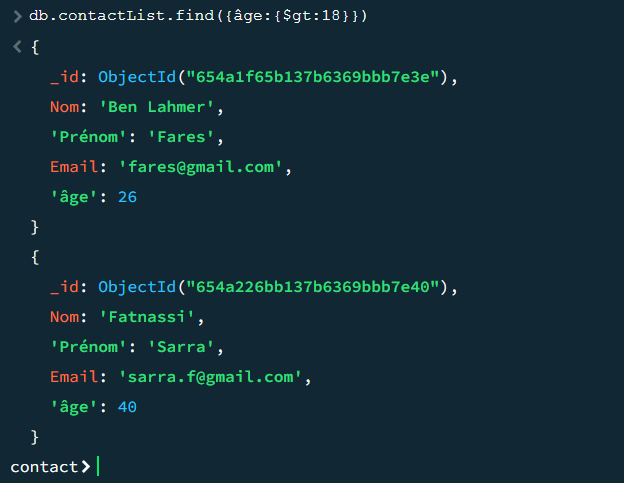 > db.contactList.find({âge:{$gt:18}})
< {
_id: ObjectId("654a1f65b137b6369bbb7e3e"),
Nom: 'Ben Lahmer',
'Prénom': 'Fares',
Email: 'fares@gmail.com',
'âge': 26
}
{
_id: ObjectId("654a226bb137b6369bbb7e40"),
Nom: 'Fatnassi',
'Prénom': 'Sarra',
Email: 'sarra.f@gmail.com',
'âge': 40
}
contact>